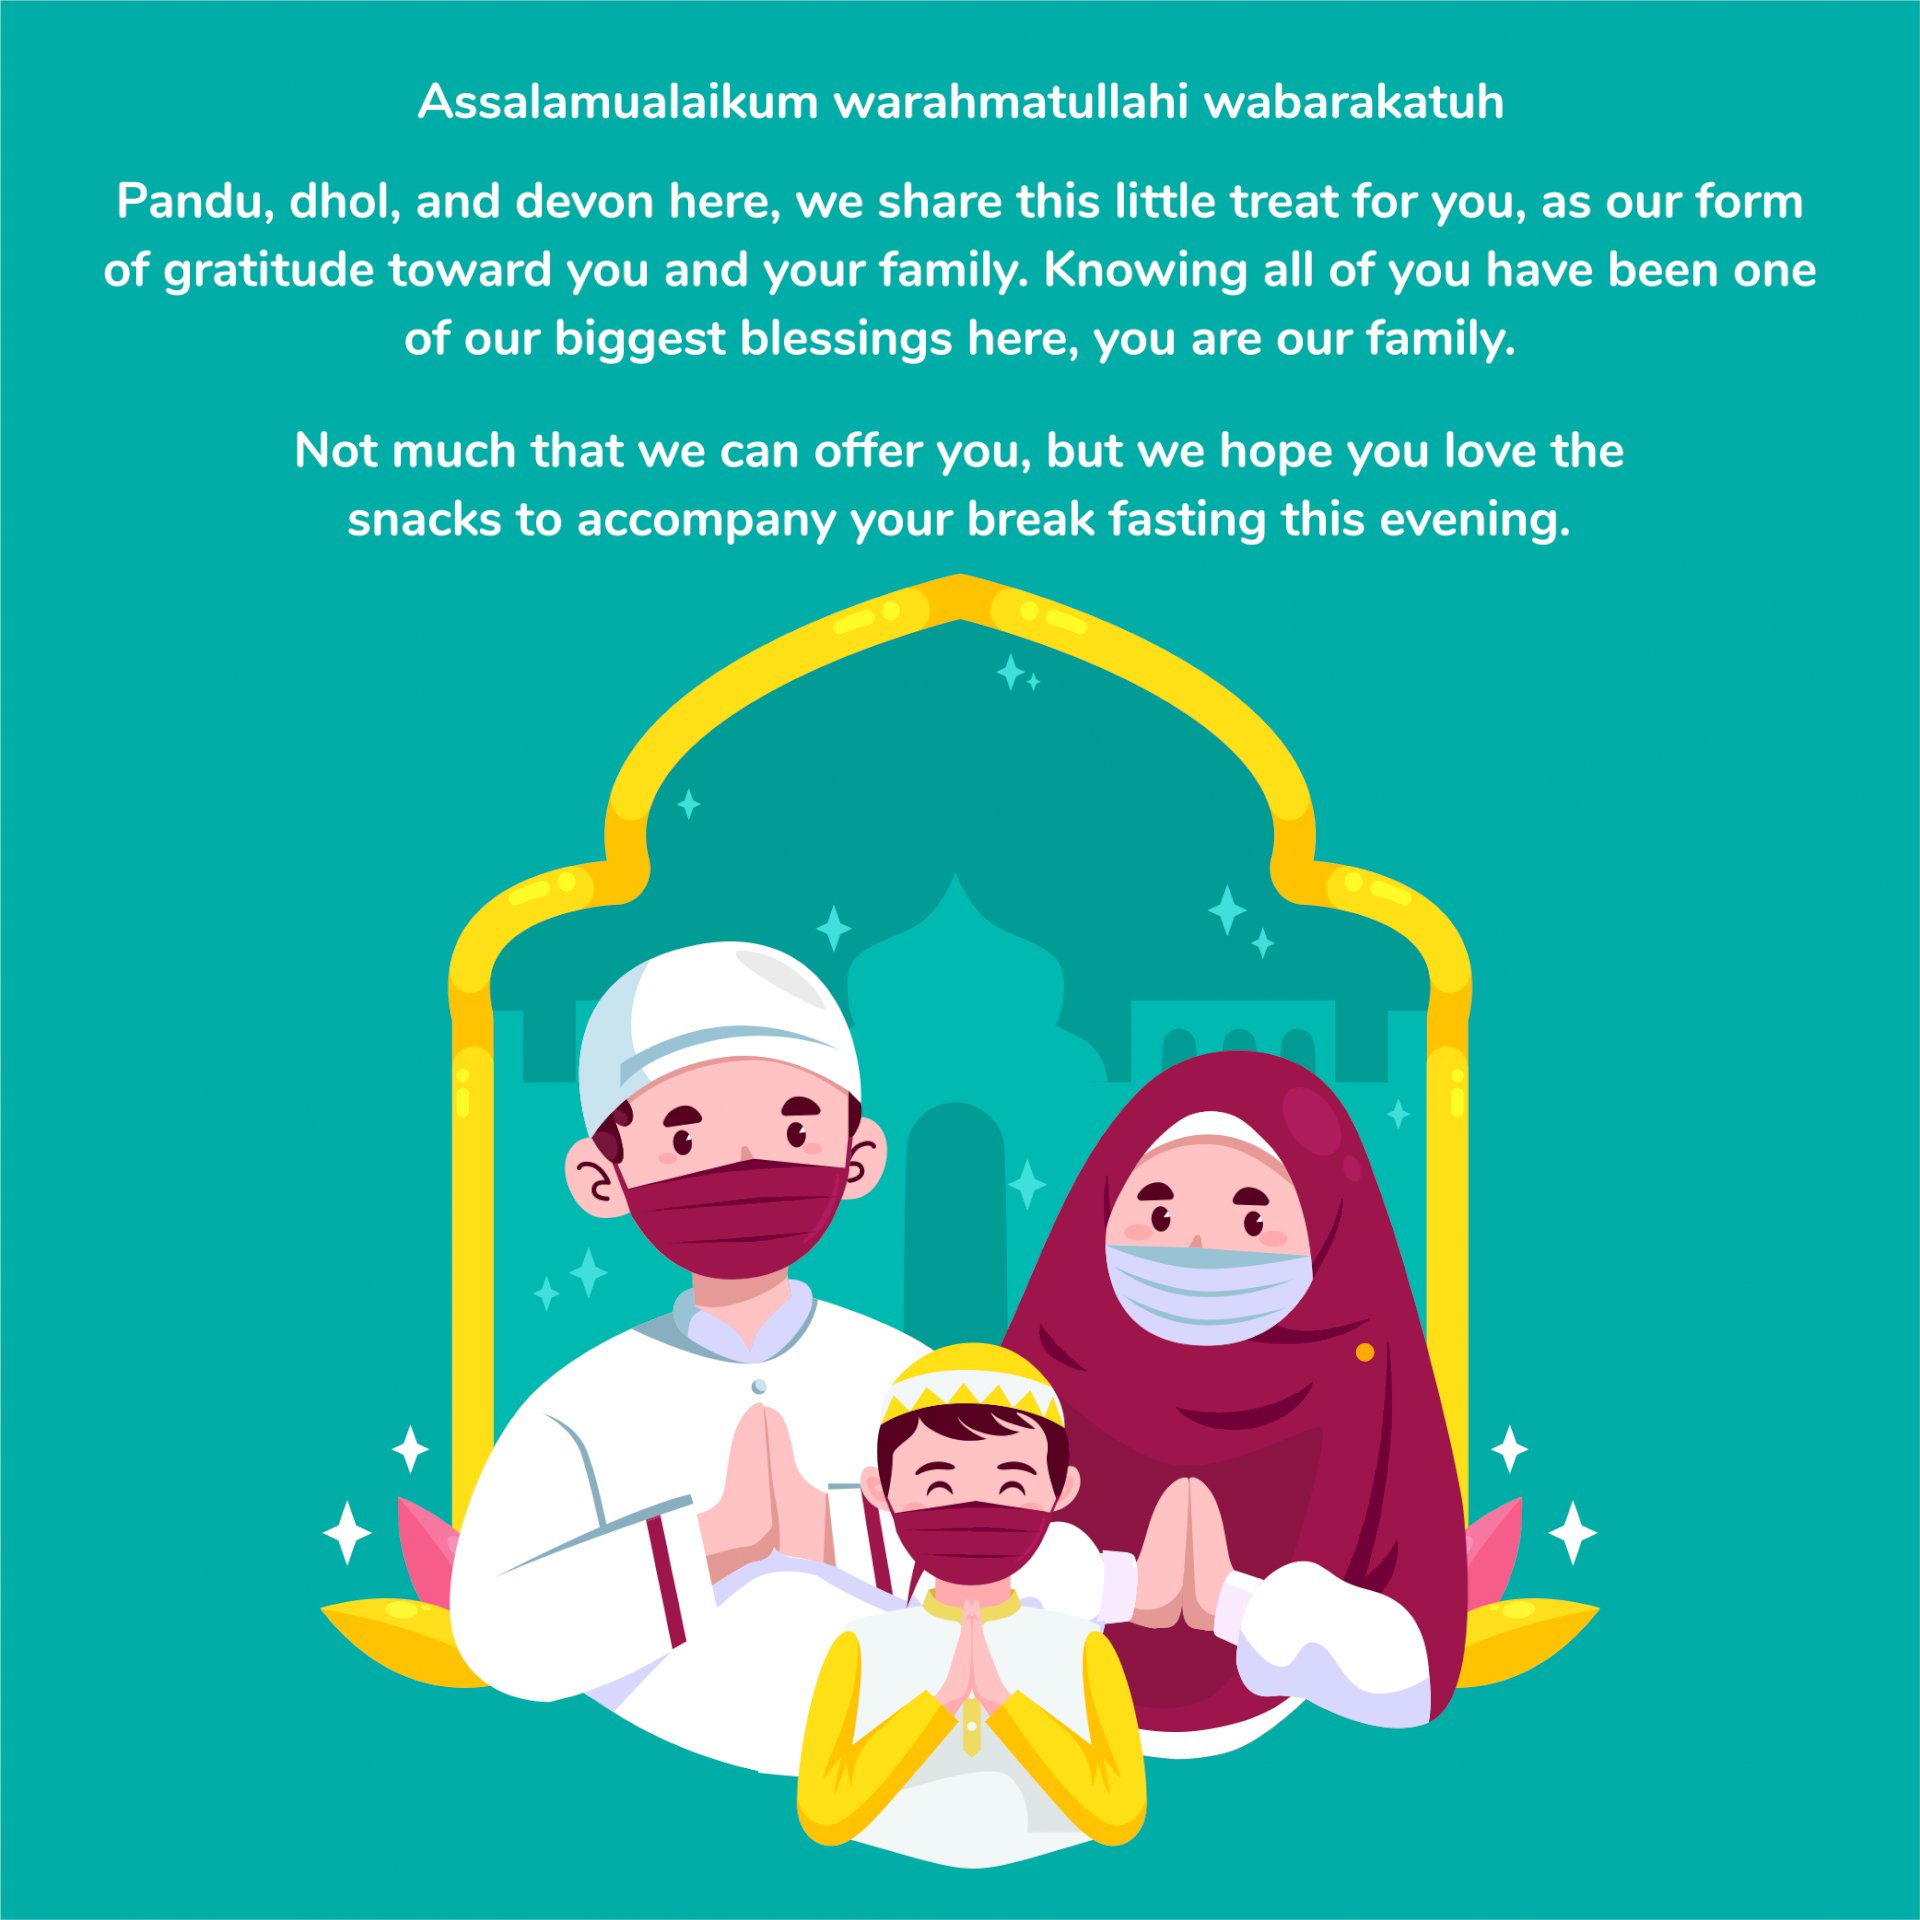 Assalamualaikum warahmatullahi wabarakatuh
Pandu, dhol, and devon here, we share this little treat for you, as our form
of gratitude toward you and your family. Knowing all of you have been one
of our biggest blessings here, you are our family.
Not much that we can offer you, but we hope you love the
snacks to accompany your break fasting this evening.